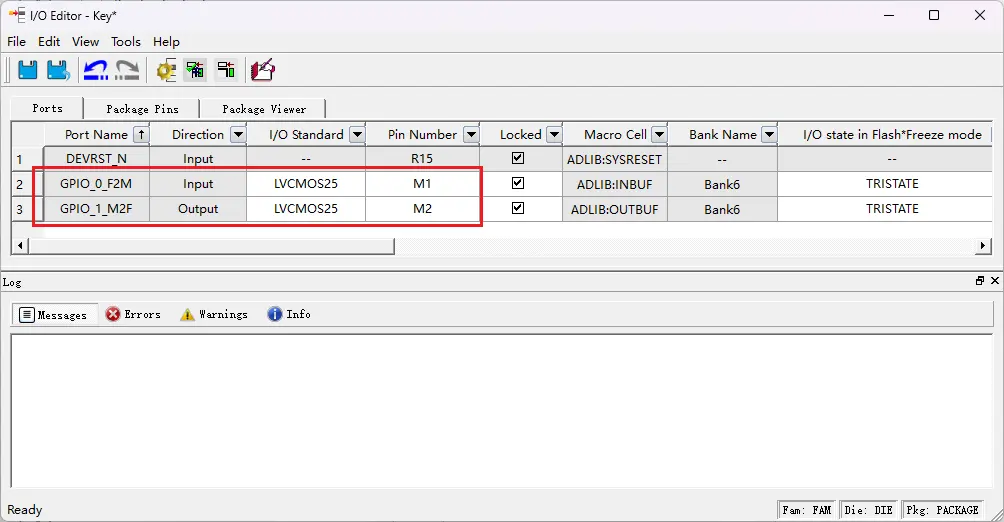 I/O Editor - Key*
File Edit View Tools Help
Ports Package Pins Package Viewer
Port Name Direction I/O Standard Pin Number Locked Macro Cell Bank Name I/O state in Flash*Freeze mode
1 DEVRST_N Input -- R15 ADLIB:SYSRESET -- --
2 GPIO_0_F2M Input LVCMOS25 M1 ADLIB:INBUF Bank6 TRISTATE
3 GPIO_1_M2F Output LVCMOS25 M2 ADLIB:OUTBUF Bank6 TRISTATE
Log
Messages Errors Warnings Info
Ready Fam: FAM Die: DIE Pkg: PACKAGE